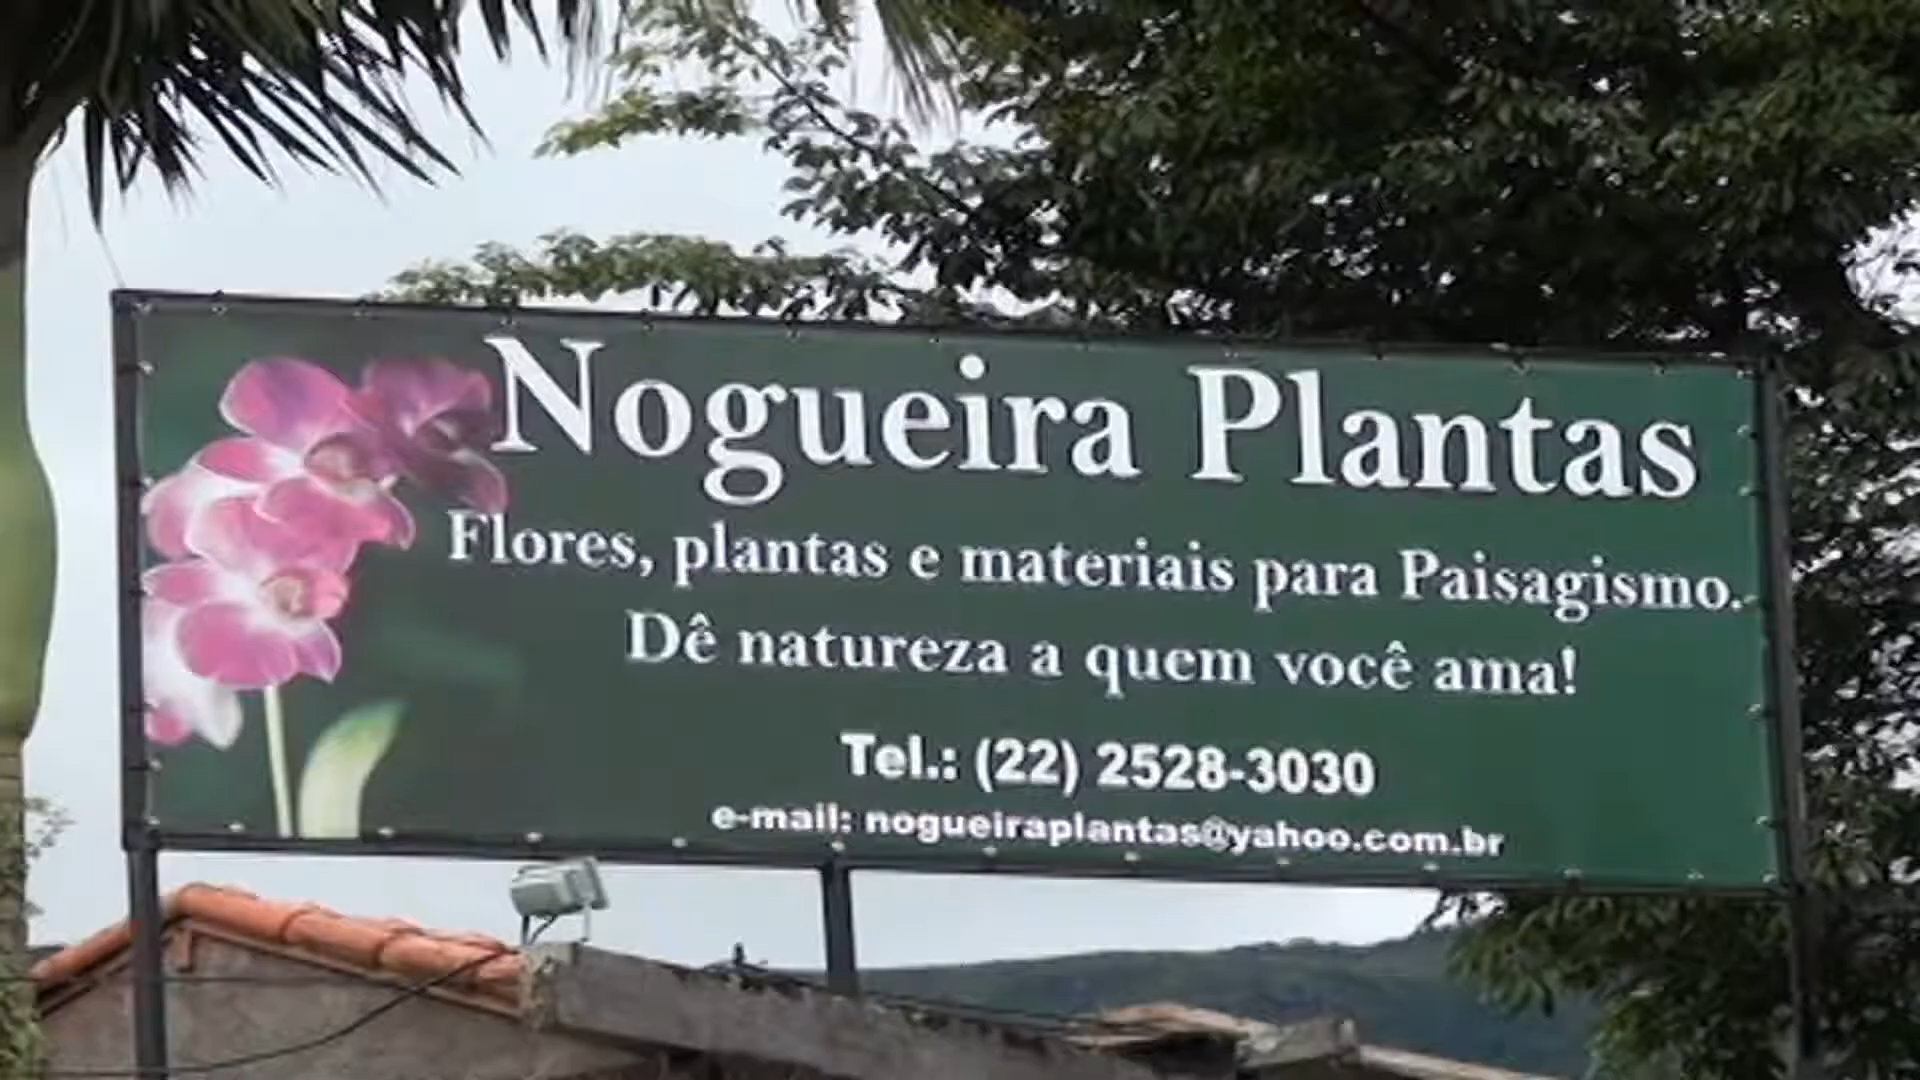 Nogueira Plantas
Flores, plantas e materiais para Paisagismo.
Dê natureza a quem você ama!
Tel.: (22) 2528-3030
e-mail: nogueiraplantas@yahoo.com.br